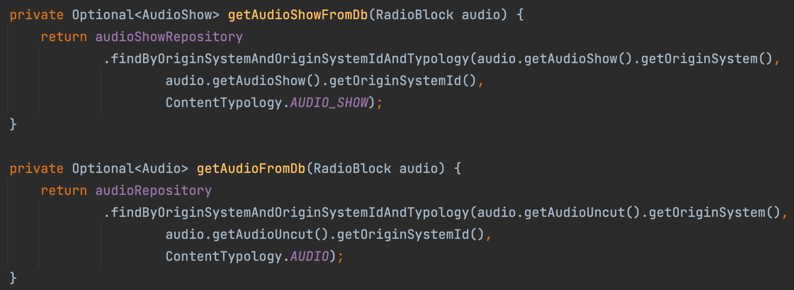 private Optional<AudioShow> getAudioShowFromDb(RadioBlock audio) {
return audioShowRepository
.findByOriginSystemAndOriginSystemIdAndTypology(audio.getAudioShow().getOriginSystem(),
audio.getAudioShow().getOriginSystemId(),
ContentTypology.AUDIO_SHOW);
}
private Optional<Audio> getAudioFromDb(RadioBlock audio) {
return audioRepository
.findByOriginSystemAndOriginSystemIdAndTypology(audio.getAudioUncut().getOriginSystem(),
audio.getAudioUncut().getOriginSystemId(),
ContentTypology.AUDIO);
}